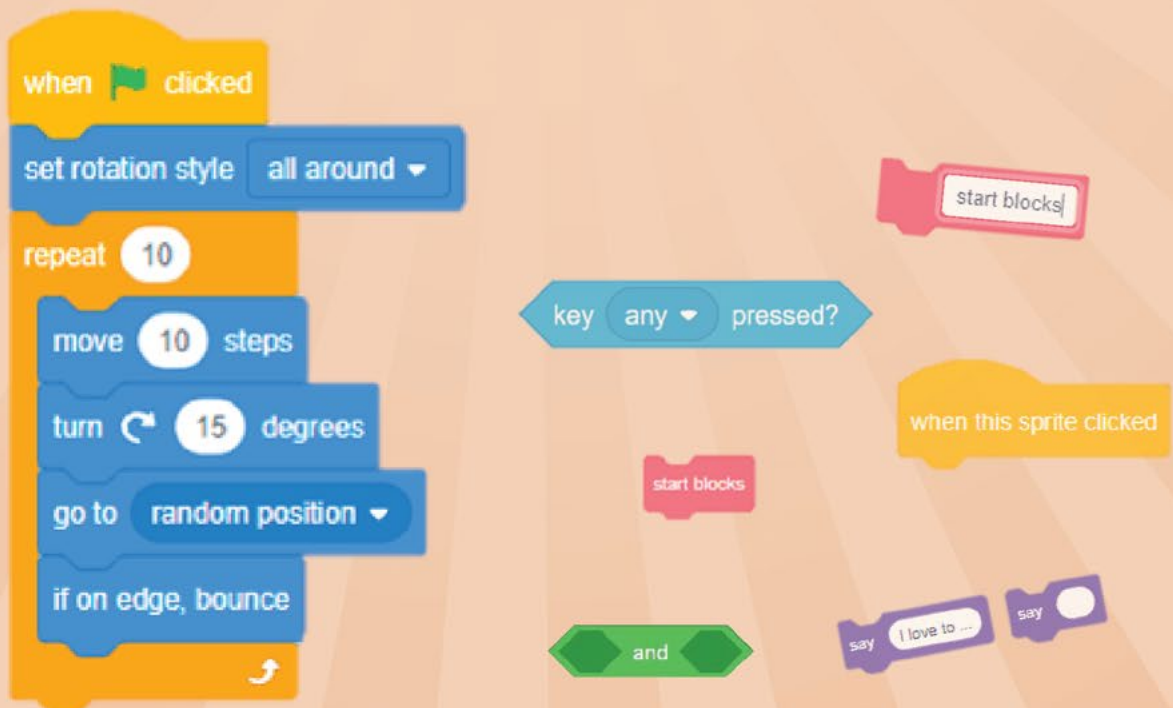 when clicked
set rotation style all around
repeat 10
move 10 steps
turn 15 degrees
go to random position
if on edge, bounce
start blocks
key any pressed?
when this sprite clicked
start blocks
and
say I love to ...
say